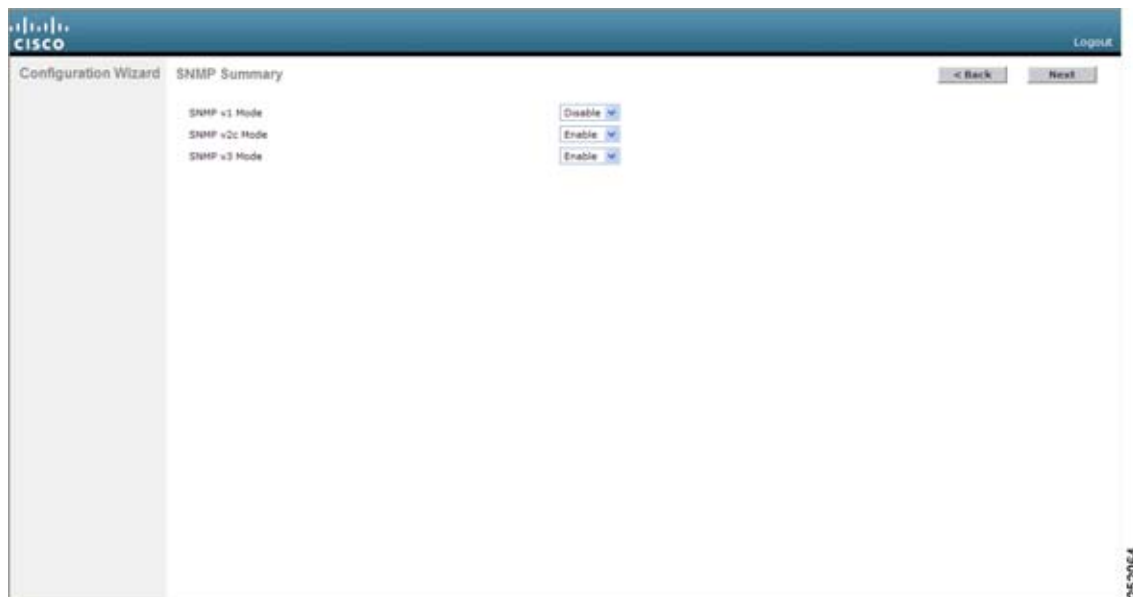 CISCO
Logout
Configuration Wizard
SNMP Summary
< Back
Next
SNMP v1 Mode
Disable
SNMP v2c Mode
Enable
SNMP v3 Mode
Enable